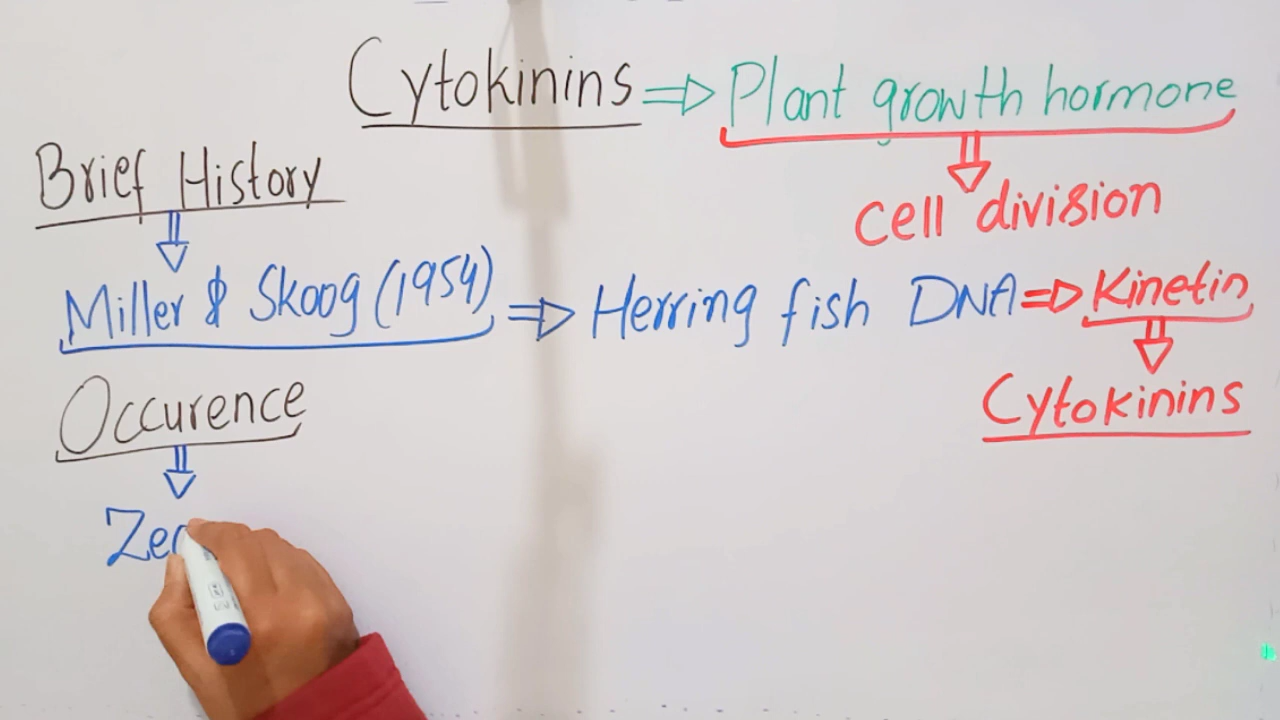 Cytokinins ⇒ Plant growth hormone
cell division
Brief History
Miller & Skoog (1954) ⇒ Herring fish DNA ⇒ Kinetin
Cytokinins
Occurence